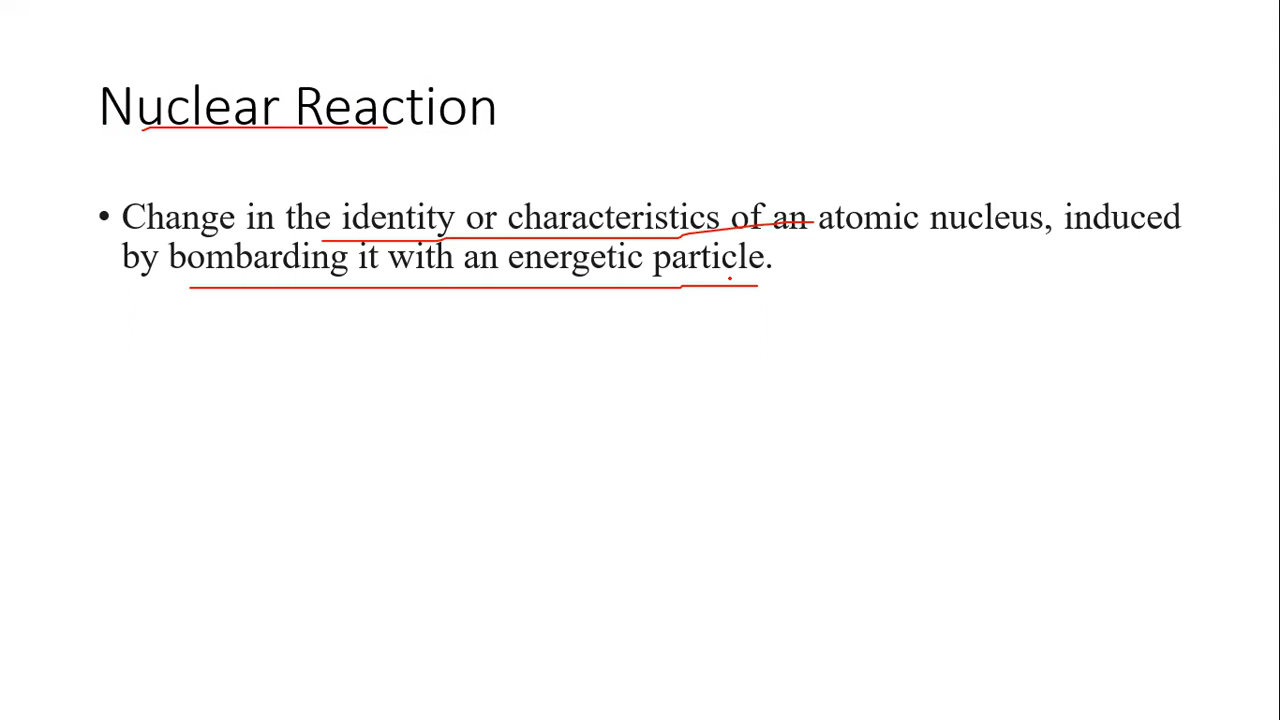 Nuclear Reaction
• Change in the identity or characteristics of an atomic nucleus, induced
by bombarding it with an energetic particle.